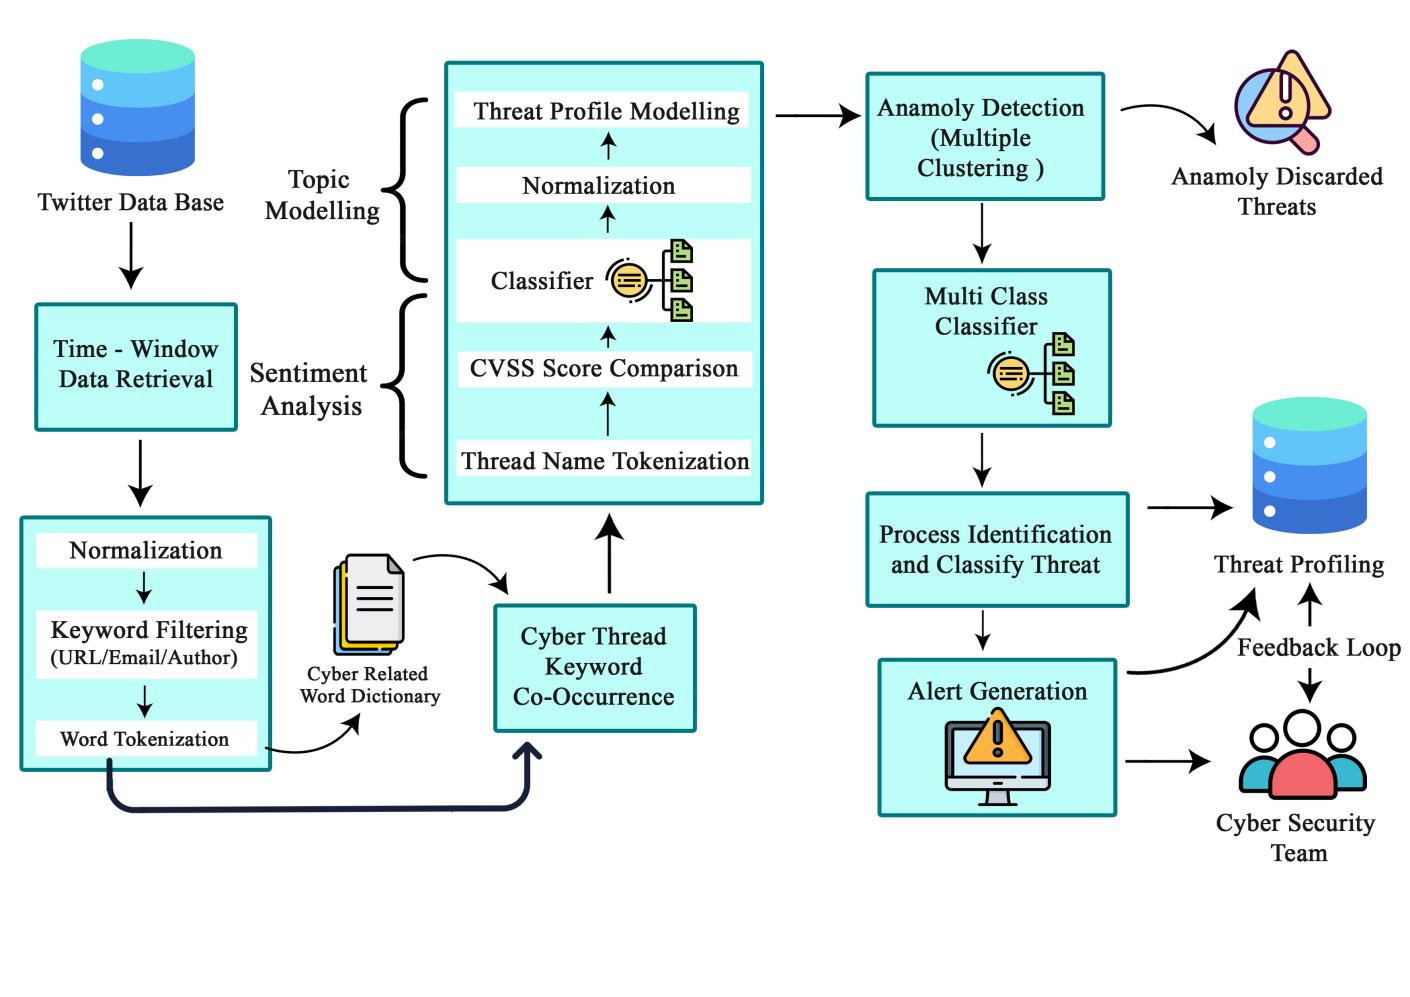 Twitter Data Base
Time - Window
Data Retrieval
Normalization
Keyword Filtering
(URL/Email/Author)
Word Tokenization
Cyber Related
Word Dictionary
Cyber Thread
Keyword
Co-Occurrence
Topic
Modelling
Sentiment
Analysis
Threat Profile Modelling
Normalization
Classifier
CVSS Score Comparison
Thread Name Tokenization
Anamoly Detection
(Multiple
Clustering )
Anamoly Discarded
Threats
Multi Class
Classifier
Process Identification
and Classify Threat
Threat Profiling
Feedback Loop
Alert Generation
Cyber Security
Team